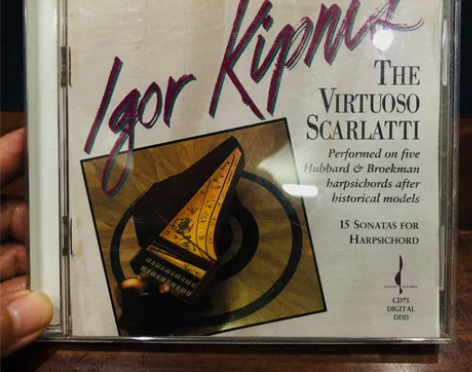 Igor Kipnis
THE
VIRTUOSO
SCARLATTI
Performed on five
Hubbard & Broekman
harpsichords after
historical models
15 SONATAS FOR
HARPSICHORD
CD75
DIGITAL
DDD